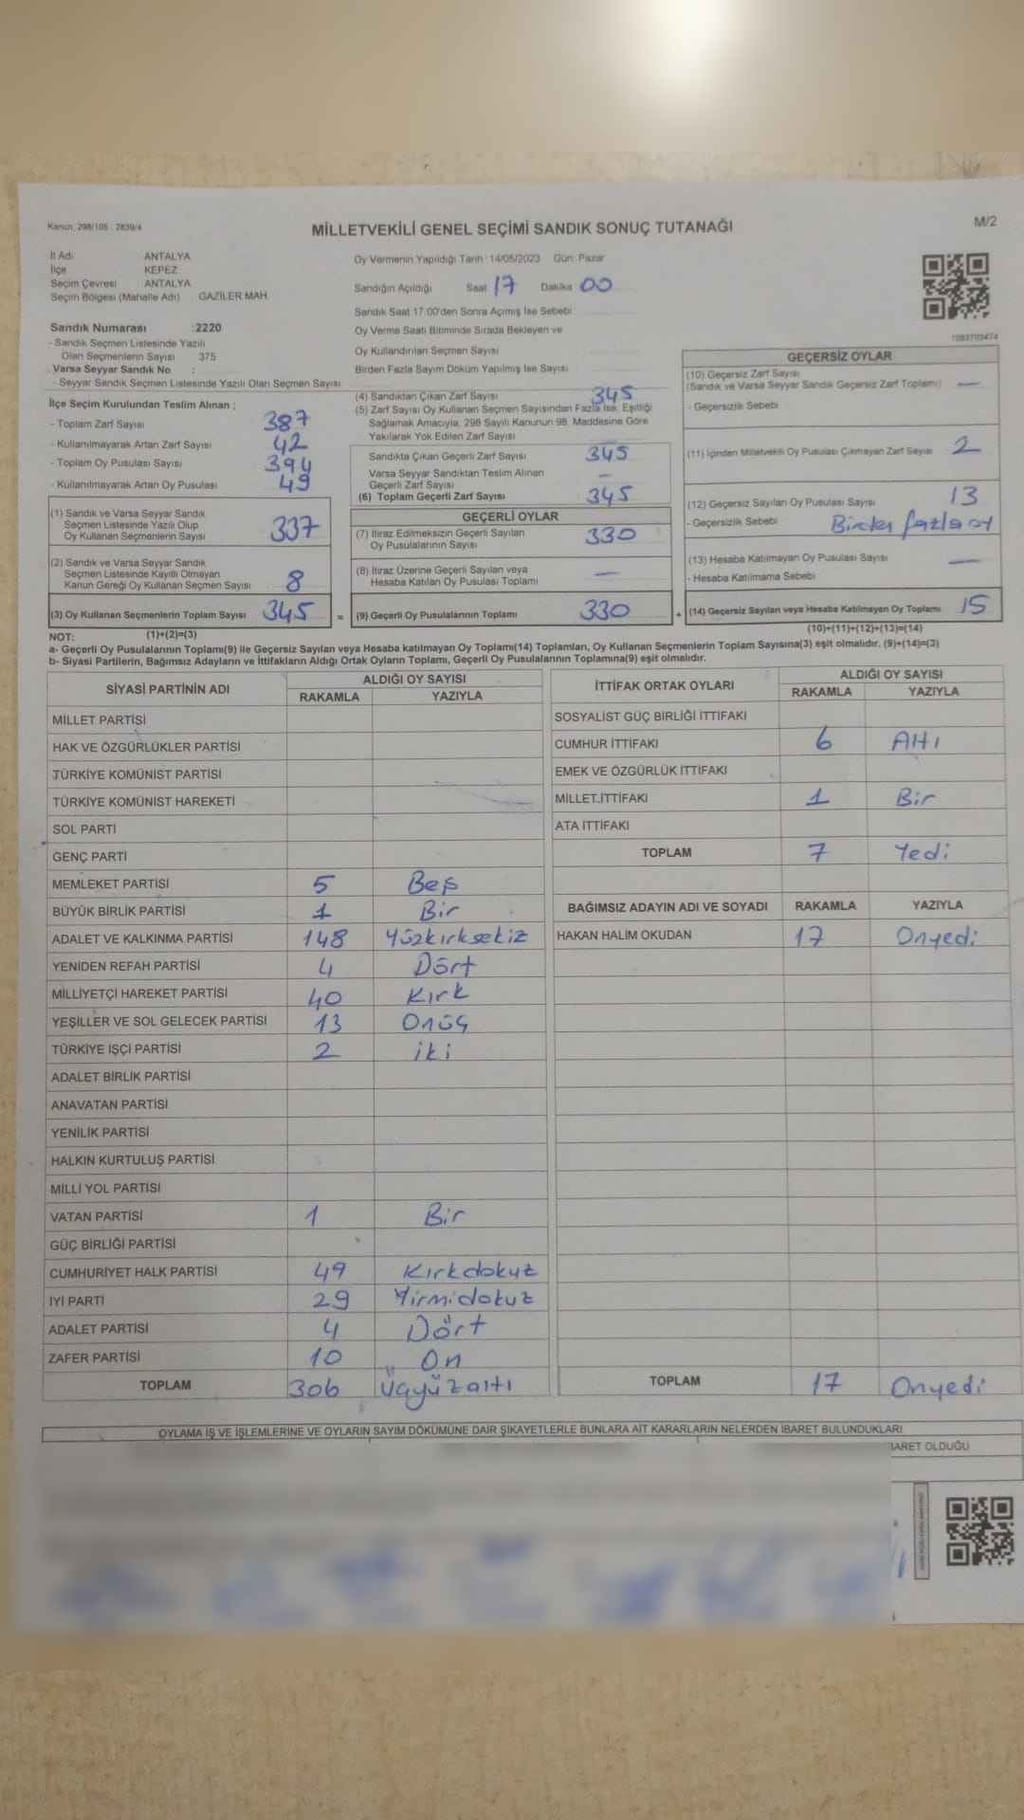 Kanun 298/105 - 2839/4
MİLLETVEKİLİ GENEL SEÇİMİ SANDIK SONUÇ TUTANAĞI
M/2
İl Adı ANTALYA
İlçe KEPEZ
Seçim Çevresi ANTALYA
Seçim Bölgesi (Mahalle Adı) GAZİLER MAH.
Sandık Numarası :2220
- Sandık Seçmen Listesinde Yazılı
Olan Seçmenlerin Sayısı 375
Varsa Seyyar Sandık No :
- Seyyar Sandık Seçmen Listesinde Yazılı Olan Seçmen Sayısı
İlçe Seçim Kurulundan Teslim Alınan ;
- Toplam Zarf Sayısı 387
- Kullanılmayarak Artan Zarf Sayısı 42
- Toplam Oy Pusulası Sayısı 394
- Kullanılmayarak Artan Oy Pusulası 49
(1) Sandık ve Varsa Seyyar Sandık
Seçmen Listesinde Yazılı Olup
Oy Kullanan Seçmenlerin Sayısı 337
(2) Sandık ve Varsa Seyyar Sandık
Seçmen Listesinde Kayıtlı Olmayan
Kanun Gereği Oy Kullanan Seçmen Sayısı 8
(3) Oy Kullanan Seçmenlerin Toplam Sayısı 345 =
(1)+(2)=(3)
Oy Vermenin Yapıldığı Tarih : 14/05/2023 Gün: Pazar
Sandığın Açıldığı Saat 17 Dakika 00
Sandık Saat 17.00'den Sonra Açılmış İse Sebebi
Oy Verme Saati Bitiminde Sırada Bekleyen ve
Oy Kullandırılan Seçmen Sayısı
Birden Fazla Sayım Döküm Yapılmış İse Sayısı
(4) Sandıktan Çıkan Zarf Sayısı 345
(5) Zarf Sayısı Oy Kullanan Seçmen Sayısından Fazla İse, Eşitliği
Sağlamak Amacıyla, 298 Sayılı Kanunun 98. Maddesine Göre
Yakılarak Yok Edilen Zarf Sayısı
Sandıkta Çıkan Geçerli Zarf Sayısı 345
Varsa Seyyar Sandıktan Teslim Alınan
Geçerli Zarf Sayısı —
(6) Toplam Geçerli Zarf Sayısı 345
GEÇERLİ OYLAR
(7) İtiraz Edilmeksizin Geçerli Sayılan
Oy Pusulalarının Sayısı 330
(8) İtiraz Üzerine Geçerli Sayılan veya
Hesaba Katılan Oy Pusulası Toplamı —
(9) Geçerli Oy Pusulalarının Toplamı 330 +
GEÇERSİZ OYLAR
(10) Geçersiz Zarf Sayısı
(Sandık ve Varsa Seyyar Sandık Geçersiz Zarf Toplamı) —
- Geçersizlik Sebebi
(11) İçinden Milletvekili Oy Pusulası Çıkmayan Zarf Sayısı 2
(12) Geçersiz Sayılan Oy Pusulası Sayısı 13
- Geçersizlik Sebebi Birden fazla oy
(13) Hesaba Katılmayan Oy Pusulası Sayısı —
- Hesaba Katılmama Sebebi
(14) Geçersiz Sayılan veya Hesaba Katılmayan Oy Toplamı 15
(10)+(11)+(12)+(13)=(14)
NOT:
a- Geçerli Oy Pusulalarının Toplamı(9) ile Geçersiz Sayılan veya Hesaba katılmayan Oy Toplamı(14) Toplamları, Oy Kullanan Seçmenlerin Toplam Sayısına(3) eşit olmalıdır. (9)+(14)=(3)
b- Siyasi Partilerin, Bağımsız Adayların ve İttifakların Aldığı Ortak Oyların Toplamı, Geçerli Oy Pusulalarının Toplamına(9) eşit olmalıdır.
SİYASİ PARTİNİN ADI ALDIĞI OY SAYISI
RAKAMLA YAZIYLA
MİLLET PARTİSİ
HAK VE ÖZGÜRLÜKLER PARTİSİ
TÜRKİYE KOMÜNİST PARTİSİ
TÜRKİYE KOMÜNİST HAREKETİ
SOL PARTİ
GENÇ PARTİ
MEMLEKET PARTİSİ 5 Beş
BÜYÜK BİRLİK PARTİSİ 1 Bir
ADALET VE KALKINMA PARTİSİ 148 Yüzkırksekiz
YENİDEN REFAH PARTİSİ 4 Dört
MİLLİYETÇİ HAREKET PARTİSİ 40 Kırk
YEŞİLLER VE SOL GELECEK PARTİSİ 13 Onüç
TÜRKİYE İŞÇİ PARTİSİ 2 iki
ADALET BİRLİK PARTİSİ
ANAVATAN PARTİSİ
YENİLİK PARTİSİ
HALKIN KURTULUŞ PARTİSİ
MİLLİ YOL PARTİSİ
VATAN PARTİSİ 1 Bir
GÜÇ BİRLİĞİ PARTİSİ
CUMHURİYET HALK PARTİSİ 49 Kırkdokuz
İYİ PARTİ 29 Yirmidokuz
ADALET PARTİSİ 4 Dört
ZAFER PARTİSİ 10 On
TOPLAM 306 Üçyüzaltı
İTTİFAK ORTAK OYLARI ALDIĞI OY SAYISI
RAKAMLA YAZIYLA
SOSYALİST GÜÇ BİRLİĞİ İTTİFAKI
CUMHUR İTTİFAKI 6 Altı
EMEK VE ÖZGÜRLÜK İTTİFAKI
MİLLET İTTİFAKI 1 Bir
ATA İTTİFAKI
TOPLAM 7 Yedi
BAĞIMSIZ ADAYIN ADI VE SOYADI RAKAMLA YAZIYLA
HAKAN HALİM OKUDAN 17 Onyedi
TOPLAM 17 Onyedi
OYLAMA İŞ VE İŞLEMLERİNE VE OYLARIN SAYIM DÖKÜMÜNE DAİR ŞİKAYETLERLE BUNLARA AİT KARARLARIN NELERDEN İBARET BULUNDUKLARI
BARET OLDUĞU